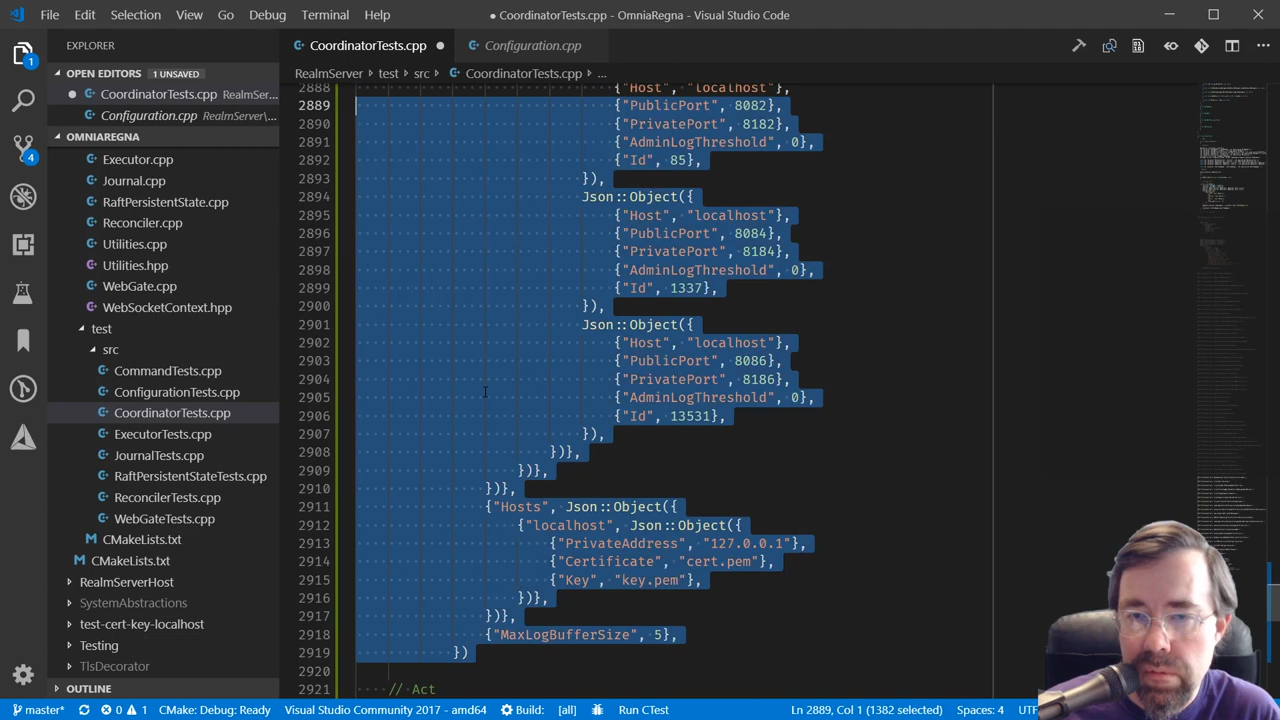 File Edit Selection View Go Debug Terminal Help
● CoordinatorTests.cpp - OmniaRegna - Visual Studio Code
EXPLORER
OPEN EDITORS 1 UNSAVED
CoordinatorTests.cpp RealmSer...
Configuration.cpp RealmServer\...
OMNIAREGNA
Executor.cpp
Journal.cpp
RaftPersistentState.cpp
Reconciler.cpp
Utilities.cpp
Utilities.hpp
WebGate.cpp
WebSocketContext.hpp
test
src
CommandTests.cpp
ConfigurationTests.cpp
CoordinatorTests.cpp
ExecutorTests.cpp
JournalTests.cpp
RaftPersistentStateTests.cpp
ReconcilerTests.cpp
WebGateTests.cpp
CMakeLists.txt
CMakeLists.txt
RealmServerHost
SystemAbstractions
test-cert-key-localhost
Testing
TlsDecorator
OUTLINE
1
4
CoordinatorTests.cpp ●
Configuration.cpp
RealmServer > test > src > CoordinatorTests.cpp > ...
2888 {"Host", "localhost"},
2889 {"PublicPort", 8082},
2890 {"PrivatePort", 8182},
2891 {"AdminLogThreshold", 0},
2892 {"Id", 85},
2893 }),
2894 Json::Object({
2895 {"Host", "localhost"},
2896 {"PublicPort", 8084},
2897 {"PrivatePort", 8184},
2898 {"AdminLogThreshold", 0},
2899 {"Id", 1337},
2900 }),
2901 Json::Object({
2902 {"Host", "localhost"},
2903 {"PublicPort", 8086},
2904 {"PrivatePort", 8186},
2905 {"AdminLogThreshold", 0},
2906 {"Id", 13531},
2907 }),
2908 })},
2909 })},
2910 })},
2911 {"Hosts", Json::Object({
2912 {"localhost", Json::Object({
2913 {"PrivateAddress", "127.0.0.1"},
2914 {"Certificate", "cert.pem"},
2915 {"Key", "key.pem"},
2916 })},
2917 })},
2918 {"MaxLogBufferSize", 5},
2919 })
2920
2921 // Act
master* 0 1 CMake: Debug: Ready Visual Studio Community 2017 - amd64 Build: [all] Run CTest Ln 2889, Col 1 (1382 selected) Spaces: 4